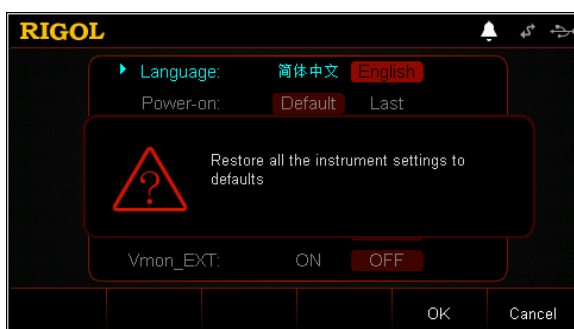 RIGOL
Language: 简体中文 English
Power-on: Default Last
Restore all the instrument settings to
defaults
Vmon_EXT: ON OFF
OK Cancel